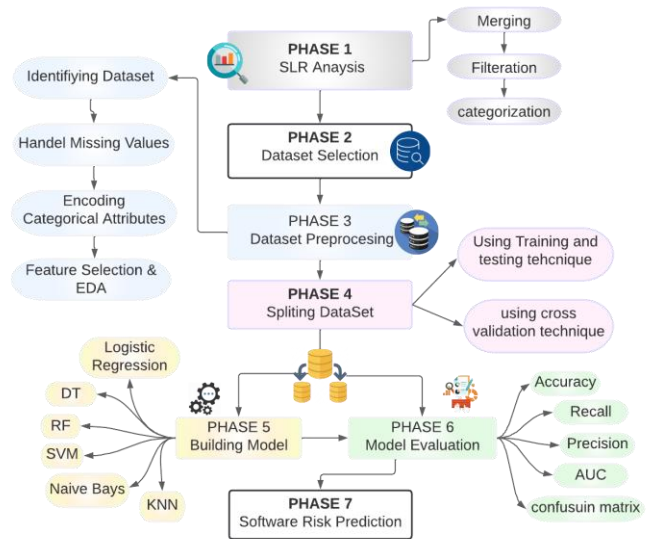 PHASE 1
SLR Anaysis
Merging
Filteration
categorization
PHASE 2
Dataset Selection
PHASE 3
Dataset Preprocesing
Identifiying Dataset
Handel Missing Values
Encoding
Categorical Attributes
Feature Selection &
EDA
PHASE 4
Spliting DataSet
Using Training and
testing tehcnique
using cross
validation technique
PHASE 5
Building Model
Logistic
Regression
DT
RF
SVM
Naive Bays
KNN
PHASE 6
Model Evaluation
Accuracy
Recall
Precision
AUC
confusuin matrix
PHASE 7
Software Risk Prediction